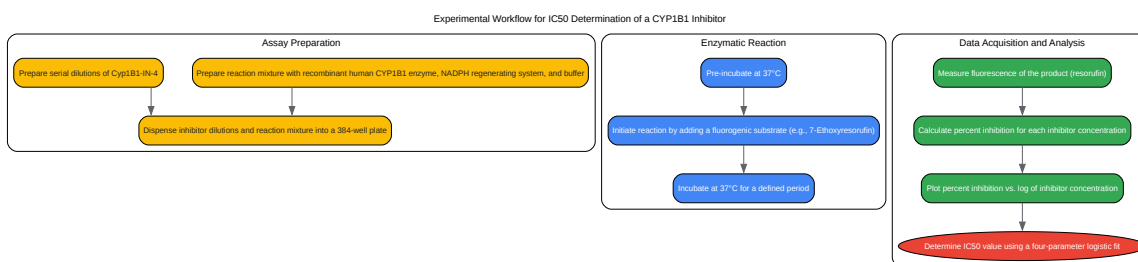 Experimental Workflow for IC50 Determination of a CYP1B1 Inhibitor
Assay Preparation
Prepare serial dilutions of Cyp1B1-IN-4
Prepare reaction mixture with recombinant human CYP1B1 enzyme, NADPH regenerating system, and buffer
Dispense inhibitor dilutions and reaction mixture into a 384-well plate
Enzymatic Reaction
Pre-incubate at 37°C
Initiate reaction by adding a fluorogenic substrate (e.g., 7-Ethoxyresorufin)
Incubate at 37°C for a defined period
Data Acquisition and Analysis
Measure fluorescence of the product (resorufin)
Calculate percent inhibition for each inhibitor concentration
Plot percent inhibition vs. log of inhibitor concentration
Determine IC50 value using a four-parameter logistic fit